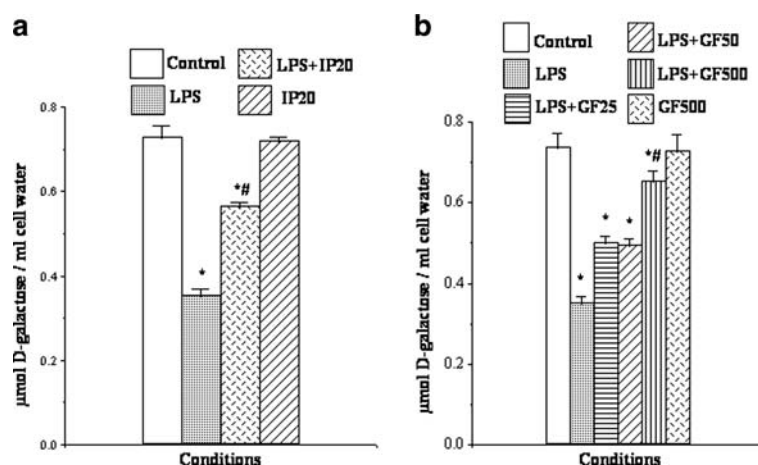 a
Control
LPS+IP20
LPS
IP20
0.8
0.6
0.4
0.2
0.0
*
*#
µmol D-galactose / ml cell water
Conditions
b
Control
LPS+GF50
LPS
LPS+GF500
LPS+GF25
GF500
0.8
0.6
0.4
0.2
0.0
*
*
*
*#
µmol D-galactose / ml cell water
Conditions